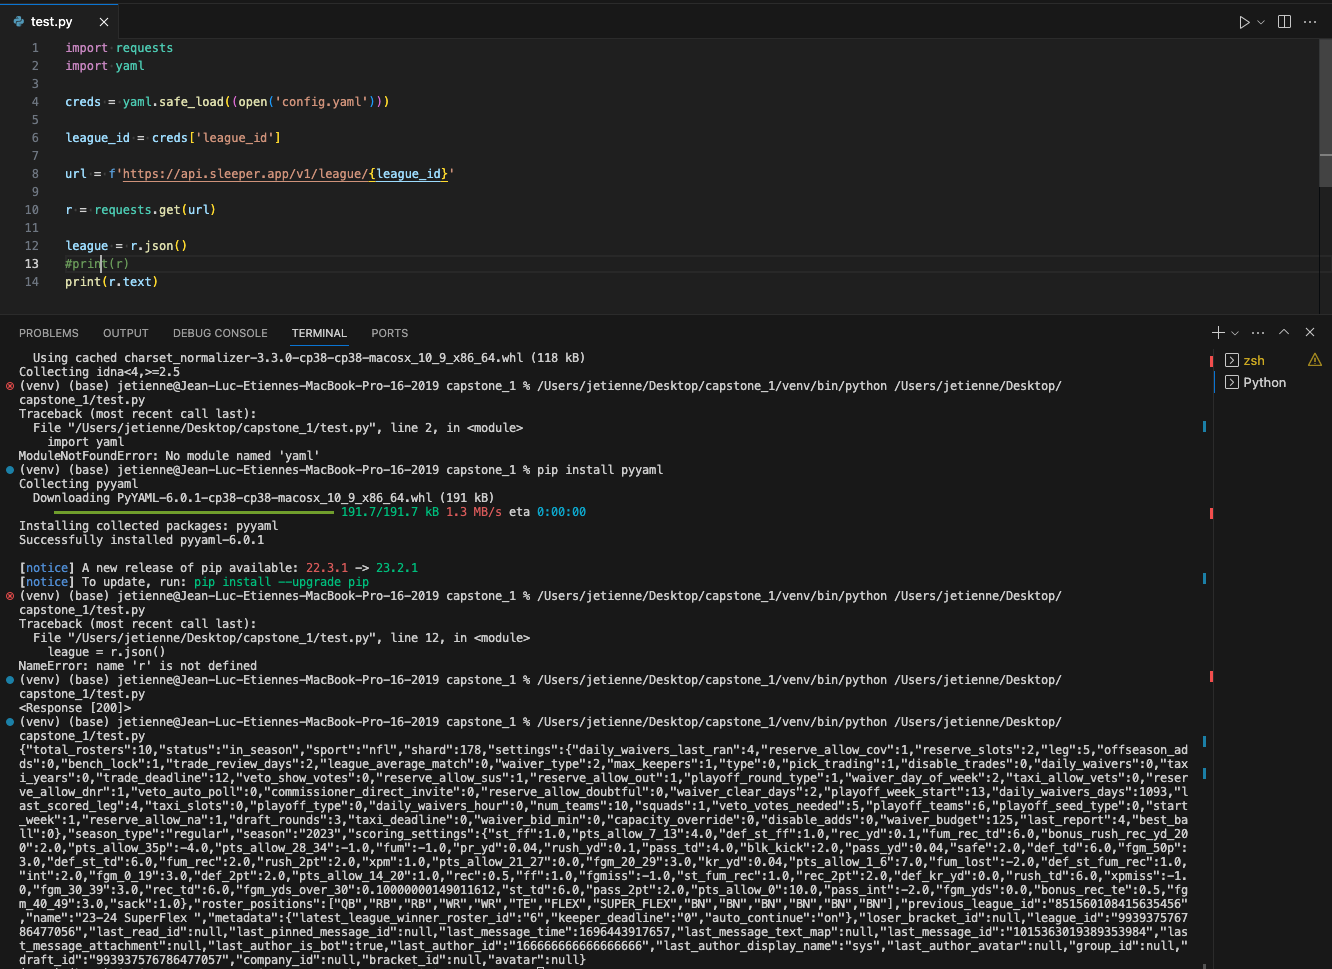 test.py
1 import requests
2 import yaml
3
4 creds = yaml.safe_load((open('config.yaml')))
5
6 league_id = creds['league_id']
7
8 url = f'https://api.sleeper.app/v1/league/{league_id}'
9
10 r = requests.get(url)
11
12 league = r.json()
13 #print(r)
14 print(r.text)
PROBLEMS OUTPUT DEBUG CONSOLE TERMINAL PORTS
zsh
Python
Using cached charset_normalizer-3.3.0-cp38-cp38-macosx_10_9_x86_64.whl (118 kB)
Collecting idna<4,>=2.5
(venv) (base) jetienne@Jean-Luc-Etiennes-MacBook-Pro-16-2019 capstone_1 % /Users/jetienne/Desktop/capstone_1/venv/bin/python /Users/jetienne/Desktop/
capstone_1/test.py
Traceback (most recent call last):
File "/Users/jetienne/Desktop/capstone_1/test.py", line 2, in <module>
import yaml
ModuleNotFoundError: No module named 'yaml'
(venv) (base) jetienne@Jean-Luc-Etiennes-MacBook-Pro-16-2019 capstone_1 % pip install pyyaml
Collecting pyyaml
Downloading PyYAML-6.0.1-cp38-cp38-macosx_10_9_x86_64.whl (191 kB)
191.7/191.7 kB 1.3 MB/s eta 0:00:00
Installing collected packages: pyyaml
Successfully installed pyyaml-6.0.1
[notice] A new release of pip available: 22.3.1 -> 23.2.1
[notice] To update, run: pip install --upgrade pip
(venv) (base) jetienne@Jean-Luc-Etiennes-MacBook-Pro-16-2019 capstone_1 % /Users/jetienne/Desktop/capstone_1/venv/bin/python /Users/jetienne/Desktop/
capstone_1/test.py
Traceback (most recent call last):
File "/Users/jetienne/Desktop/capstone_1/test.py", line 12, in <module>
league = r.json()
NameError: name 'r' is not defined
(venv) (base) jetienne@Jean-Luc-Etiennes-MacBook-Pro-16-2019 capstone_1 % /Users/jetienne/Desktop/capstone_1/venv/bin/python /Users/jetienne/Desktop/
capstone_1/test.py
<Response [200]>
(venv) (base) jetienne@Jean-Luc-Etiennes-MacBook-Pro-16-2019 capstone_1 % /Users/jetienne/Desktop/capstone_1/venv/bin/python /Users/jetienne/Desktop/
capstone_1/test.py
{"total_rosters":10,"status":"in_season","sport":"nfl","shard":178,"settings":{"daily_waivers_last_ran":4,"reserve_allow_cov":1,"reserve_slots":2,"leg":5,"offseason_ad
ds":0,"bench_lock":1,"trade_review_days":2,"league_average_match":0,"waiver_type":2,"max_keepers":1,"type":0,"pick_trading":1,"disable_trades":0,"daily_waivers":0,"tax
i_years":0,"trade_deadline":12,"veto_show_votes":0,"reserve_allow_sus":1,"reserve_allow_out":1,"playoff_round_type":1,"waiver_day_of_week":2,"taxi_allow_vets":0,"reser
ve_allow_dnr":1,"veto_auto_poll":0,"commissioner_direct_invite":0,"reserve_allow_doubtful":0,"waiver_clear_days":2,"playoff_week_start":13,"daily_waivers_days":1093,"l
ast_scored_leg":4,"taxi_slots":0,"playoff_type":0,"daily_waivers_hour":0,"num_teams":10,"squads":1,"veto_votes_needed":5,"playoff_teams":6,"playoff_seed_type":0,"start
_week":1,"reserve_allow_na":1,"draft_rounds":3,"taxi_deadline":0,"waiver_bid_min":0,"capacity_override":0,"disable_adds":0,"waiver_budget":125,"last_report":4,"best_ba
ll":0},"season_type":"regular","season":"2023","scoring_settings":{"st_ff":1.0,"pts_allow_7_13":4.0,"def_st_ff":1.0,"rec_yd":0.1,"fum_rec_td":6.0,"bonus_rush_rec_yd_20
0":2.0,"pts_allow_35p":-4.0,"pts_allow_28_34":-1.0,"fum":-1.0,"pr_yd":0.04,"rush_yd":0.1,"pass_td":4.0,"blk_kick":2.0,"pass_yd":0.04,"safe":2.0,"def_td":6.0,"fgm_50p":
3.0,"def_st_td":6.0,"fum_rec":2.0,"rush_2pt":2.0,"xpm":1.0,"pts_allow_21_27":0.0,"fgm_20_29":3.0,"kr_yd":0.04,"pts_allow_1_6":7.0,"fum_lost":-2.0,"def_st_fum_rec":1.0,
"int":2.0,"fgm_0_19":3.0,"def_2pt":2.0,"pts_allow_14_20":1.0,"rec":0.5,"ff":1.0,"fgmiss":-1.0,"st_fum_rec":1.0,"rec_2pt":2.0,"def_kr_yd":0.0,"rush_td":6.0,"xpmiss":-1.
0,"fgm_30_39":3.0,"rec_td":6.0,"fgm_yds_over_30":0.10000000149011612,"st_td":6.0,"pass_2pt":2.0,"pts_allow_0":10.0,"pass_int":-2.0,"fgm_yds":0.0,"bonus_rec_te":0.5,"fg
m_40_49":3.0,"sack":1.0},"roster_positions":["QB","RB","RB","WR","WR","TE","FLEX","SUPER_FLEX","BN","BN","BN","BN","BN","BN"],"previous_league_id":"851560108415635456"
,"name":"23-24 SuperFlex ","metadata":{"latest_league_winner_roster_id":"6","keeper_deadline":"0","auto_continue":"on"},"loser_bracket_id":null,"league_id":"9939375767
86477056","last_read_id":null,"last_pinned_message_id":null,"last_message_time":1696443917657,"last_message_text_map":null,"last_message_id":"1015363019389353984","las
t_message_attachment":null,"last_author_is_bot":true,"last_author_id":"166666666666666666","last_author_display_name":"sys","last_author_avatar":null,"group_id":null,"
draft_id":"993937576786477057","company_id":null,"bracket_id":null,"avatar":null}